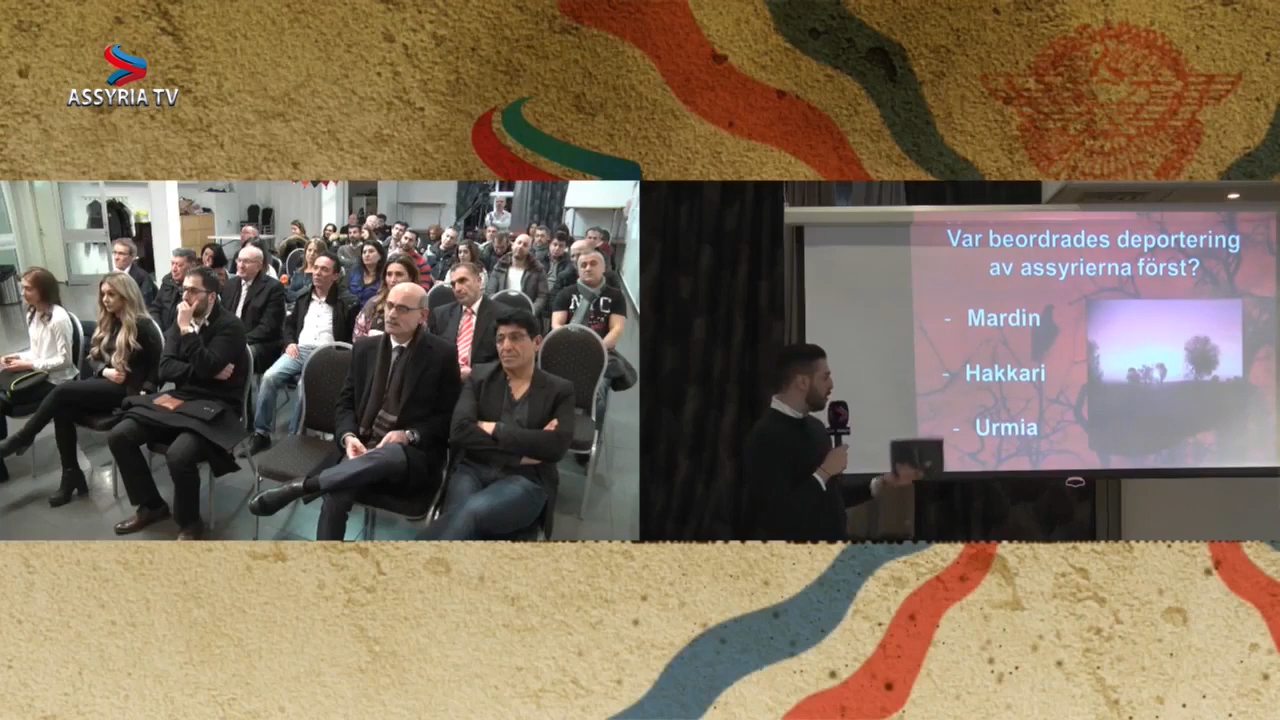 ASSYRIA TV
Var beordrades deportering
av assyrierna först?
- Mardin
- Hakkari
- Urmia